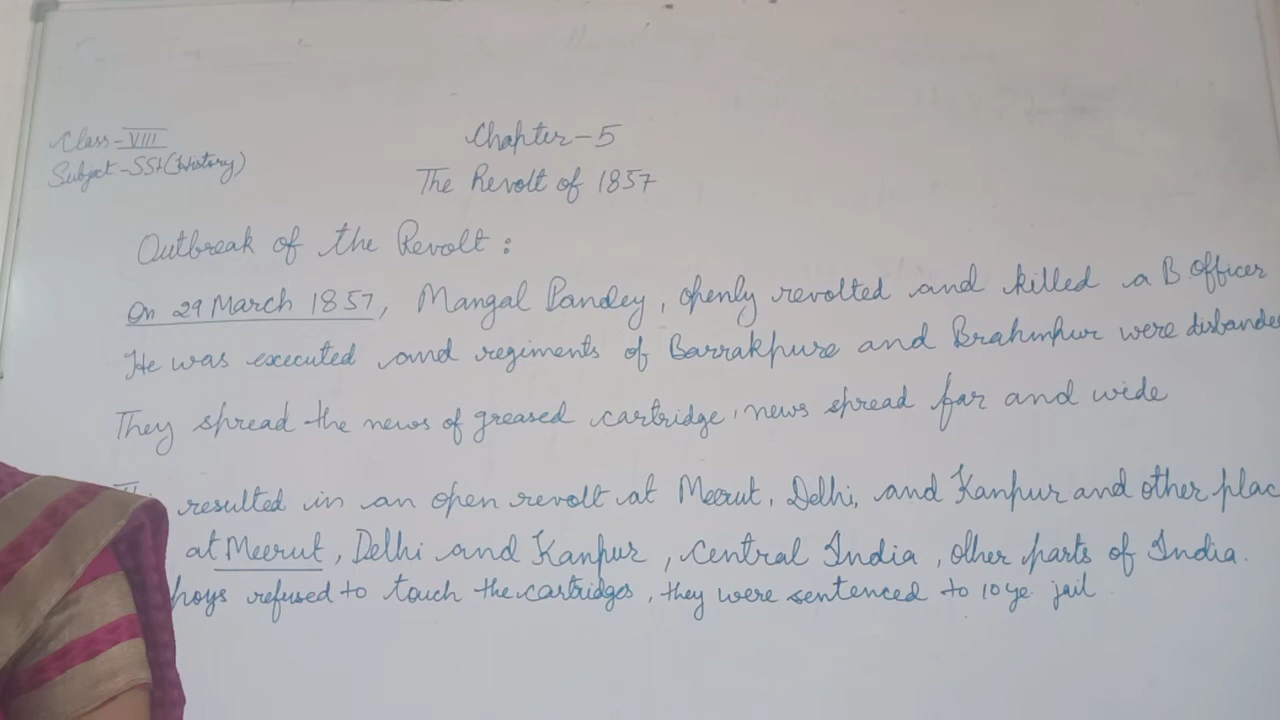 Class-VIII
Subject-SSt(History)
Chapter-5
The Revolt of 1857
Outbreak of the Revolt :
On 29 March 1857, Mangal Pandey, openly revolted and killed a B officer
He was executed and regiments of Barrakpure and Brahmpur were disbanded
They spread the news of greased cartridge, news spread far and wide
resulted in an open revolt at Meerut, Delhi, and Kanpur and other plac
at Meerut, Delhi and Kanpur, central India, other parts of India.
hoys refused to touch the cartridges, they were sentenced to 10 ye jail